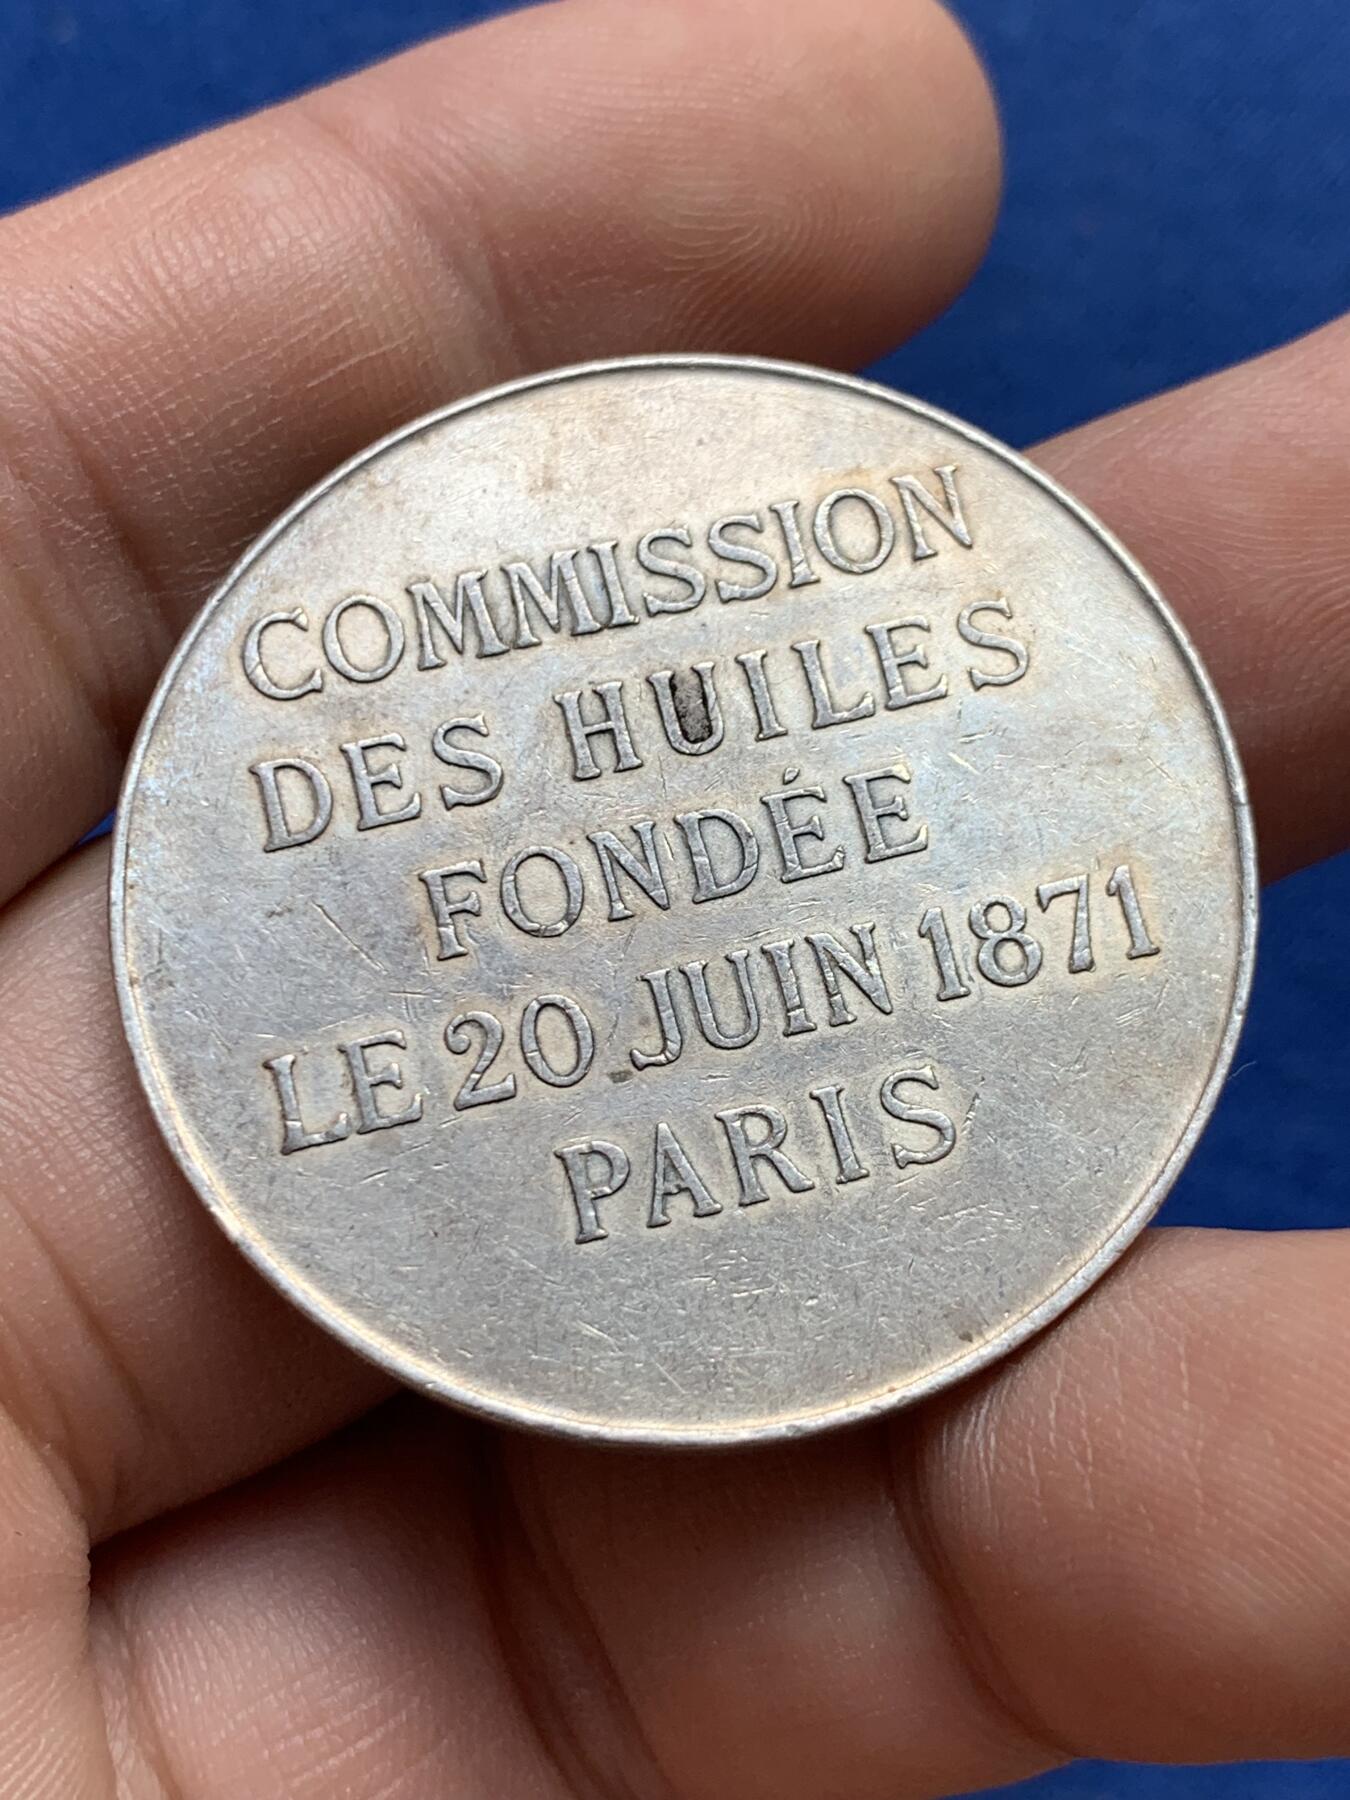 COMMISSION
DES HUILES
FONDÉE
LE 20 JUIN 1871
PARIS